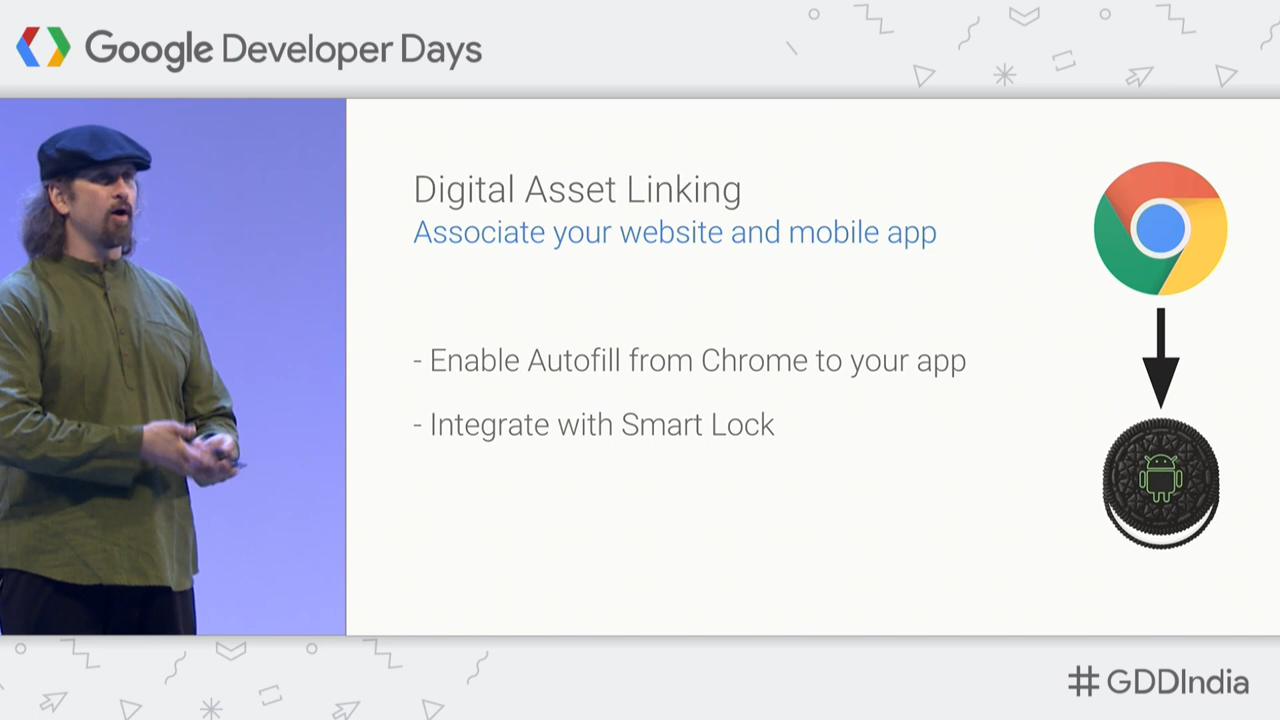 Google Developer Days
Digital Asset Linking
Associate your website and mobile app
- Enable Autofill from Chrome to your app
- Integrate with Smart Lock
#GDDIndia